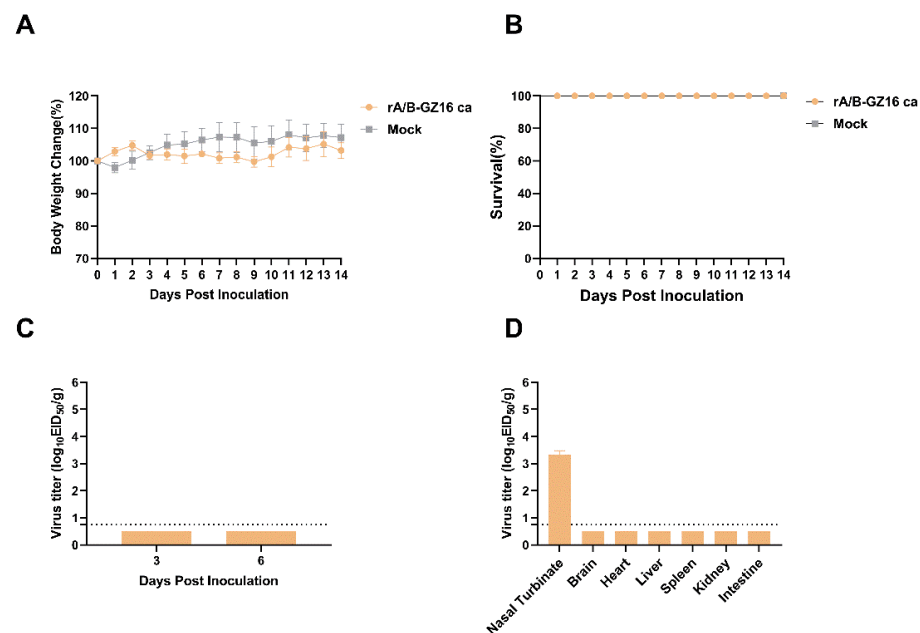 A
Body Weight Change(%)
120
110
100
90
80
70
0 1 2 3 4 5 6 7 8 9 10 11 12 13 14
Days Post Inoculation
rA/B-GZ16 ca
Mock
B
Survival(%)
100
80
60
40
20
0
0 1 2 3 4 5 6 7 8 9 10 11 12 13 14
Days Post Inoculation
rA/B-GZ16 ca
Mock
C
Virus titer (log₁₀EID₅₀/g)
6
5
4
3
2
1
0
3 6
Days Post Inoculation
D
Virus titer (log₁₀EID₅₀/g)
6
5
4
3
2
1
0
Nasal Turbinate
Brain
Heart
Liver
Spleen
Kidney
Intestine